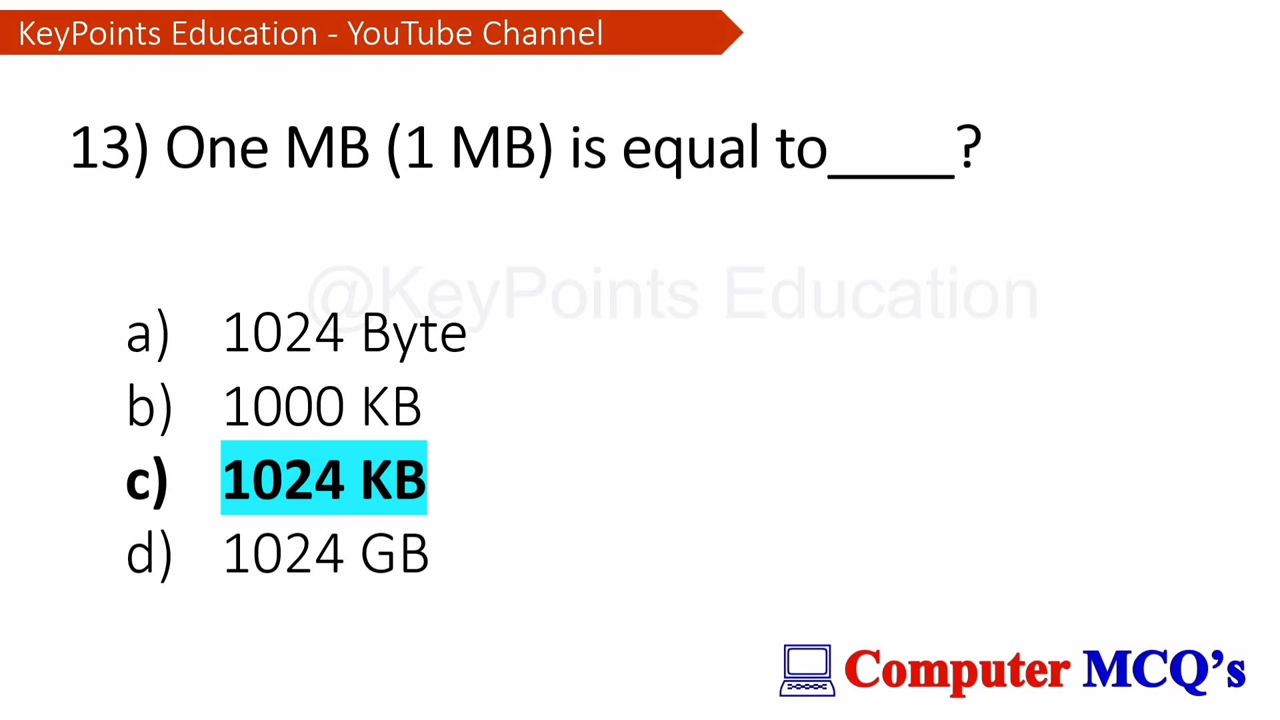 KeyPoints Education - YouTube Channel
13) One MB (1 MB) is equal to____?
@KeyPoints Education
a) 1024 Byte
b) 1000 KB
c) 1024 KB
d) 1024 GB
Computer MCQ's